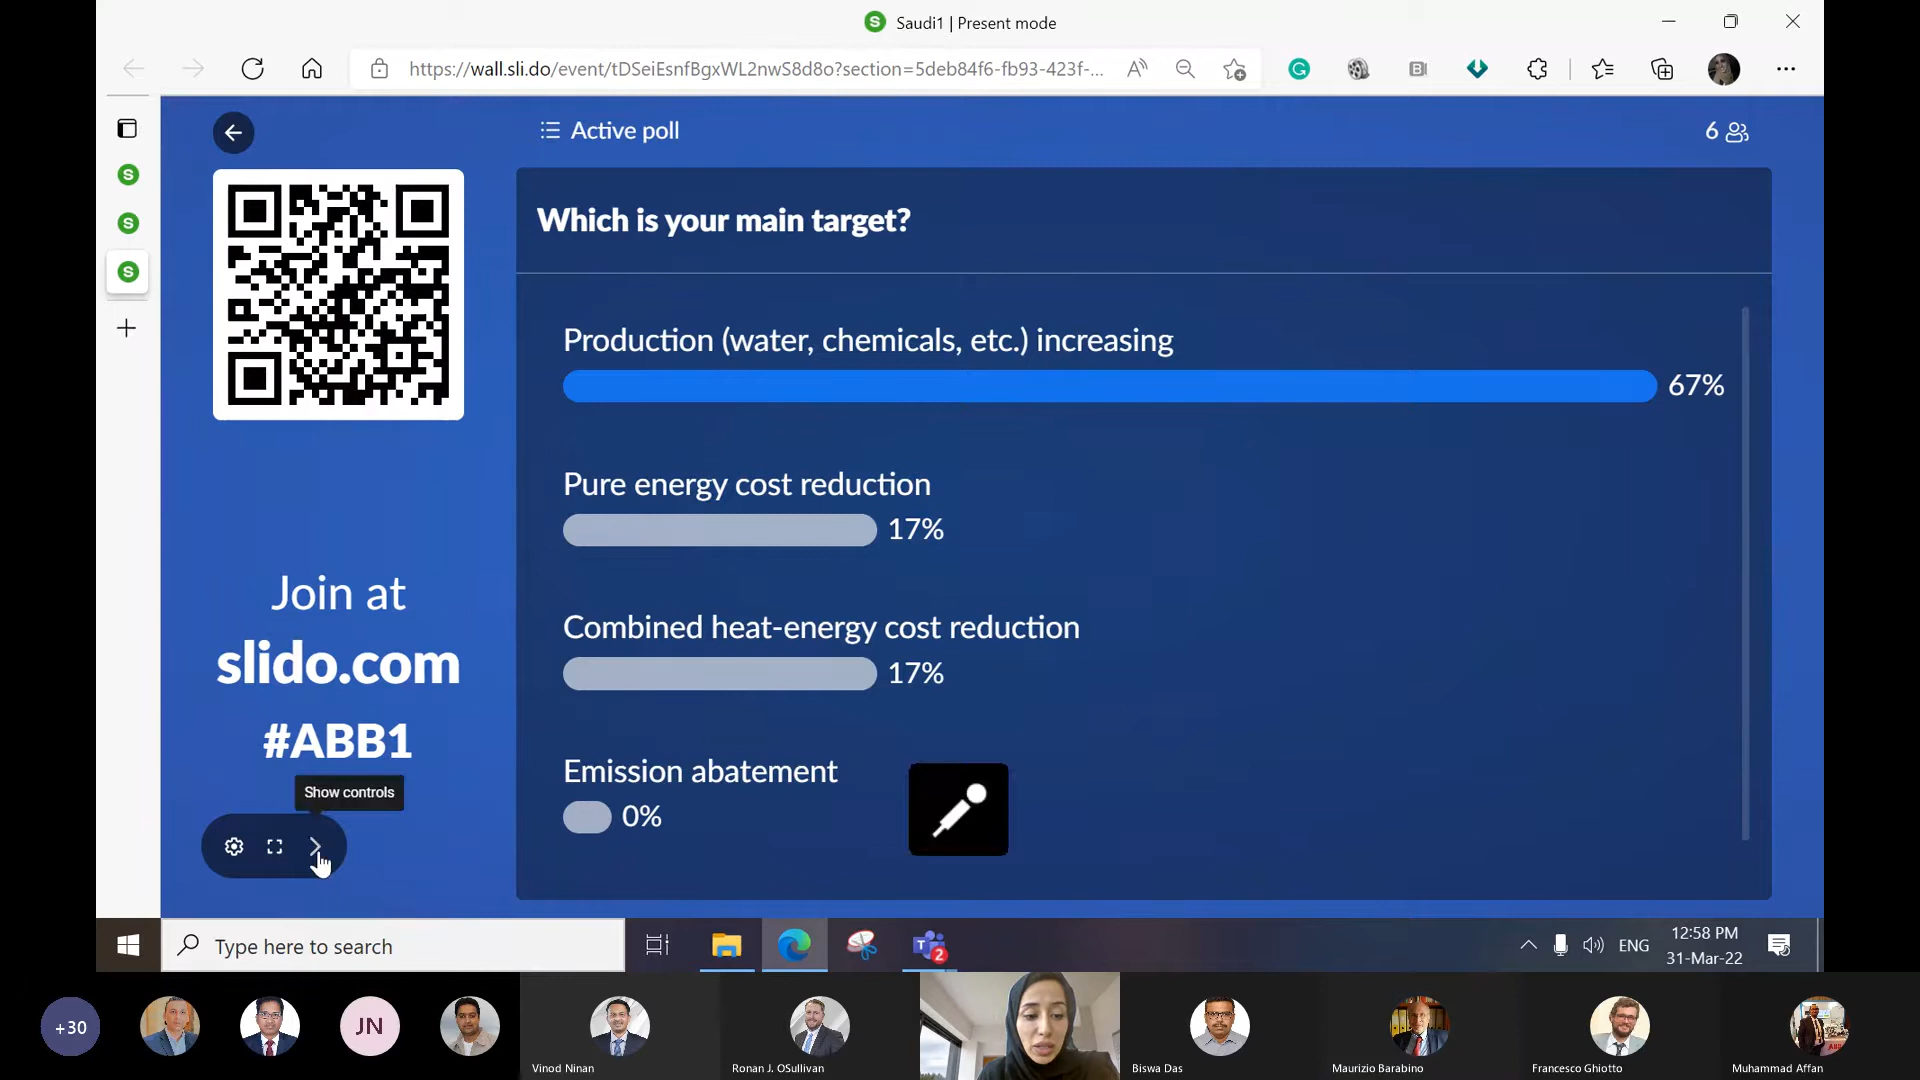 Saudi1 | Present mode
https://wall.sli.do/event/tDSeiEsnfBgxWL2nwS8d8o?section=5deb84f6-fb93-423f-...
Active poll
6
Which is your main target?
Production (water, chemicals, etc.) increasing
67%
Pure energy cost reduction
17%
Combined heat-energy cost reduction
17%
Emission abatement
0%
Join at
slido.com
#ABB1
Show controls
Type here to search
2
ENG
12:58 PM
31-Mar-22
+30
JN
Vinod Ninan
Ronan J. OSullivan
Biswa Das
Maurizio Barabino
Francesco Ghiotto
Muhammad Affan